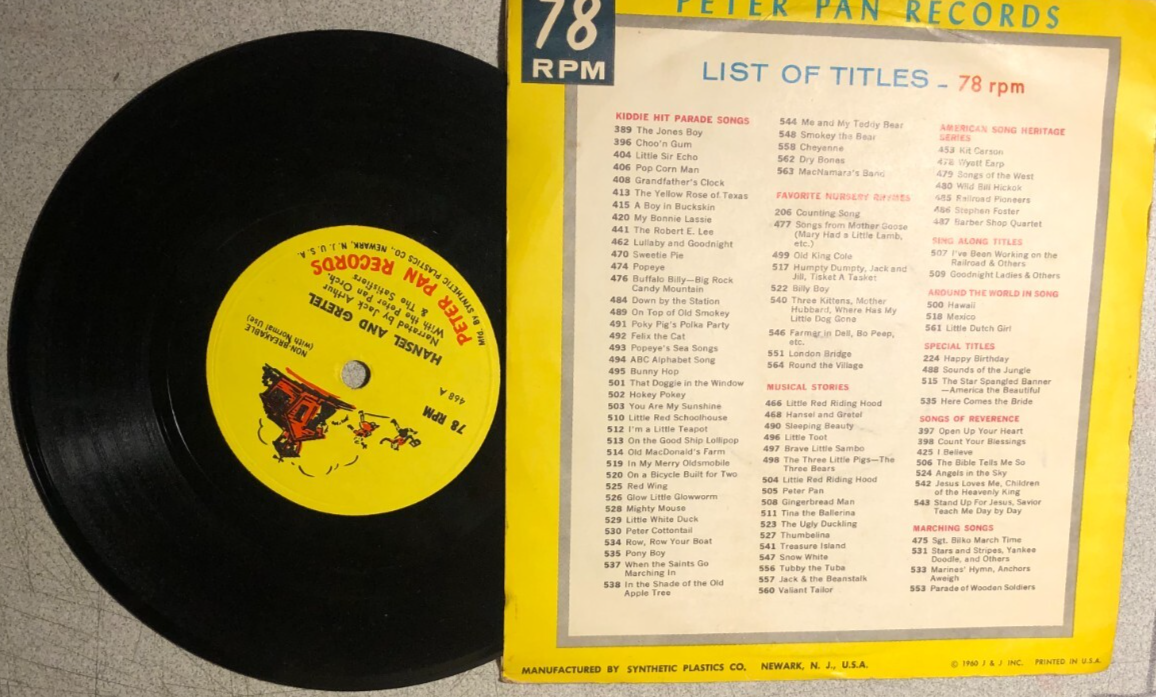 MFD. BY SYNTHETIC PLASTICS CO., NEWARK, N. J., U. S. A.
PETER PAN RECORDS
HANSEL AND GRETEL
Narrated by Jack Arthur
With the Peter Pan Orch.
& The Satisfiers
NON-BREAKABLE
(with Normal Use)
468 A
78 RPM
78
RPM
PETER PAN RECORDS
LIST OF TITLES - 78 rpm
KIDDIE HIT PARADE SONGS
389 The Jones Boy
396 Choo'n Gum
404 Little Sir Echo
406 Pop Corn Man
408 Grandfather's Clock
413 The Yellow Rose of Texas
415 A Boy in Buckskin
420 My Bonnie Lassie
441 The Robert E. Lee
462 Lullaby and Goodnight
470 Sweetie Pie
474 Popeye
476 Buffalo Billy—Big Rock
Candy Mountain
484 Down by the Station
489 On Top of Old Smokey
491 Poky Pig's Polka Party
492 Felix the Cat
493 Popeye's Sea Songs
494 ABC Alphabet Song
495 Bunny Hop
501 That Doggie in the Window
502 Hokey Pokey
503 You Are My Sunshine
510 Little Red Schoolhouse
512 I'm a Little Teapot
513 On the Good Ship Lollipop
514 Old MacDonald's Farm
519 In My Merry Oldsmobile
520 On a Bicycle Built for Two
525 Red Wing
526 Glow Little Glowworm
528 Mighty Mouse
529 Little White Duck
530 Peter Cottontail
534 Row, Row Your Boat
535 Pony Boy
537 When the Saints Go
Marching In
538 In the Shade of the Old
Apple Tree
544 Me and My Teddy Bear
548 Smokey the Bear
558 Cheyenne
562 Dry Bones
563 MacNamara's Band
FAVORITE NURSERY RHYMES
206 Counting Song
477 Songs from Mother Goose
(Mary Had a Little Lamb,
etc.)
499 Old King Cole
517 Humpty Dumpty, Jack and
Jill, Tisket A Tasket
522 Billy Boy
540 Three Kittens, Mother
Hubbard, Where Has My
Little Dog Gone
546 Farmer in Dell, Bo Peep,
etc.
551 London Bridge
564 Round the Village
MUSICAL STORIES
466 Little Red Riding Hood
468 Hansel and Gretel
490 Sleeping Beauty
496 Little Toot
497 Brave Little Sambo
498 The Three Little Pigs—The
Three Bears
504 Little Red Riding Hood
505 Peter Pan
508 Gingerbread Man
511 Tina the Ballerina
523 The Ugly Duckling
527 Thumbelina
541 Treasure Island
547 Snow White
556 Tubby the Tuba
557 Jack & the Beanstalk
560 Valiant Tailor
AMERICAN SONG HERITAGE
SERIES
453 Kit Carson
478 Wyatt Earp
479 Songs of the West
480 Wild Bill Hickok
485 Railroad Pioneers
486 Stephen Foster
487 Barber Shop Quartet
SING ALONG TITLES
507 I've Been Working on the
Railroad & Others
509 Goodnight Ladies & Others
AROUND THE WORLD IN SONG
500 Hawaii
518 Mexico
561 Little Dutch Girl
SPECIAL TITLES
224 Happy Birthday
488 Sounds of the Jungle
515 The Star Spangled Banner
—America the Beautiful
535 Here Comes the Bride
SONGS OF REVERENCE
397 Open Up Your Heart
398 Count Your Blessings
425 I Believe
506 The Bible Tells Me So
524 Angels in the Sky
542 Jesus Loves Me, Children
of the Heavenly King
543 Stand Up For Jesus, Savior
Teach Me Day by Day
MARCHING SONGS
475 Sgt. Bilko March Time
531 Stars and Stripes, Yankee
Doodle, and Others
533 Marines' Hymn, Anchors
Aweigh
553 Parade of Wooden Soldiers
MANUFACTURED BY SYNTHETIC PLASTICS CO. NEWARK, N. J., U.S.A.
© 1960 J & J INC. PRINTED IN U.S.A.